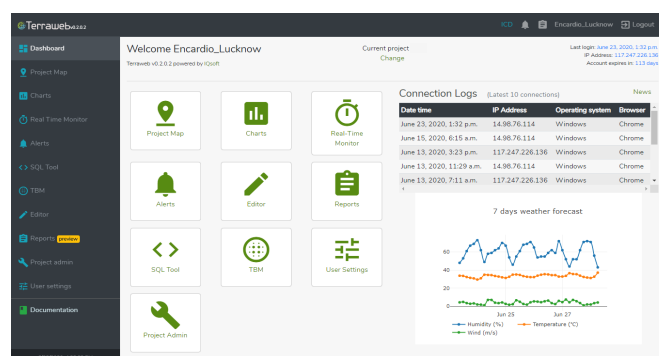 Terraweb v0.2.0.2
ICD Encardio_Lucknow Logout
Dashboard
Project Map
Charts
Real Time Monitor
Alerts
SQL Tool
TBM
Editor
Reports preview
Project admin
User settings
Documentation
Welcome Encardio_Lucknow
Terraweb v0.2.0.2 powered by IQsoft
Current project
Change
Last login: June 23, 2020, 1:32 p.m.
IP Address: 117.247.226.136
Account expires in: 113 days
Project Map
Charts
Real-Time
Monitor
Alerts
Editor
Reports
SQL Tool
TBM
User Settings
Project Admin
Connection Logs (Latest 10 connections)
News
Date time IP Address Operating system Browser
June 23, 2020, 1:32 p.m. 14.98.76.114 Windows Chrome
June 15, 2020, 6:15 a.m. 14.98.76.114 Windows Chrome
June 13, 2020, 3:23 p.m. 117.247.226.136 Windows Chrome
June 13, 2020, 11:29 a.m. 14.98.76.114 Windows Chrome
June 13, 2020, 7:11 a.m. 117.247.226.136 Windows Chrome
7 days weather forecast
60
40
20
0
Jun 25 Jun 27
Humidity (%) Temperature (°C)
Wind (m/s)